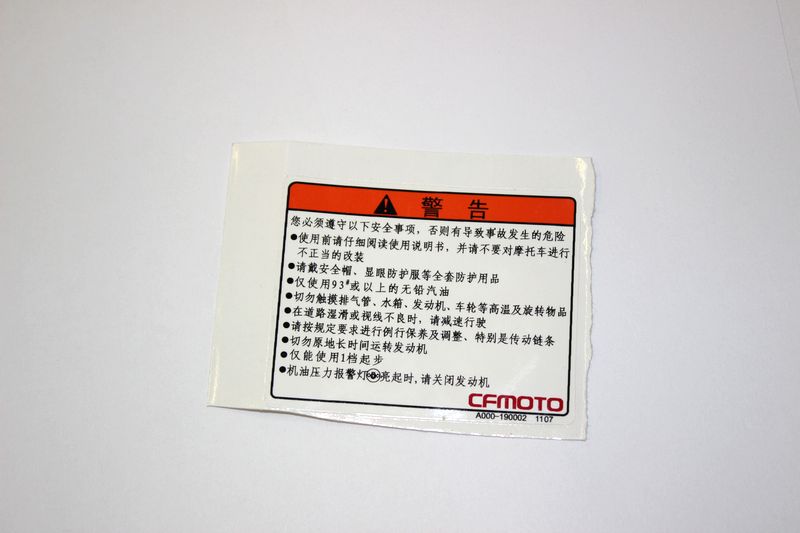 警告
您必须遵守以下安全事项，否则有导致事故发生的危险
●使用前请仔细阅读使用说明书，并请不要对摩托车进行
不正当的改装
●请戴安全帽、显眼防护服等全套防护用品
●仅使用93#或以上的无铅汽油
●切勿触摸排气管、水箱、发动机、车轮等高温及旋转物品
●在道路湿滑或视线不良时，请减速行驶
●请按规定要求进行例行保养及调整、特别是传动链条
●切勿原地长时间运转发动机
●仅能使用1档起步
●机油压力报警灯亮起时,请关闭发动机
CFMOTO
A000-190002 1107